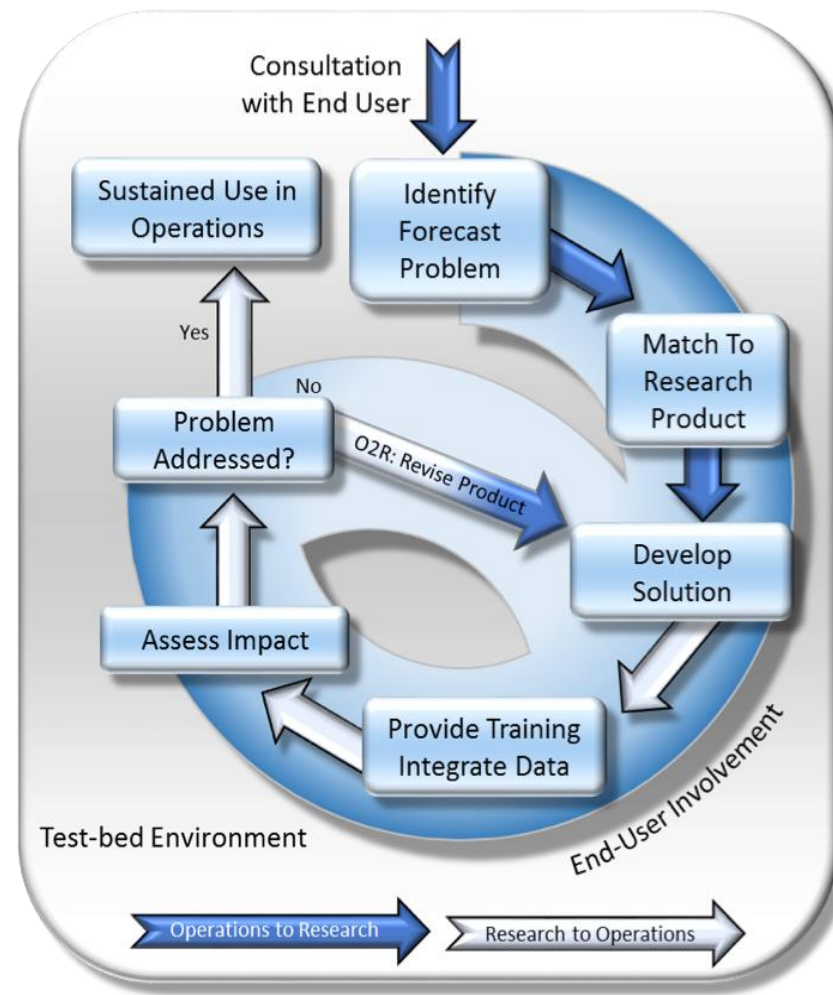 Consultation
with End User
Identify
Forecast
Problem
Sustained Use in
Operations
Match To
Research
Product
Yes
No
Problem
Addressed?
O2R: Revise Product
Develop
Solution
Assess Impact
Provide Training
Integrate Data
End-User Involvement
Test-bed Environment
Operations to Research
Research to Operations